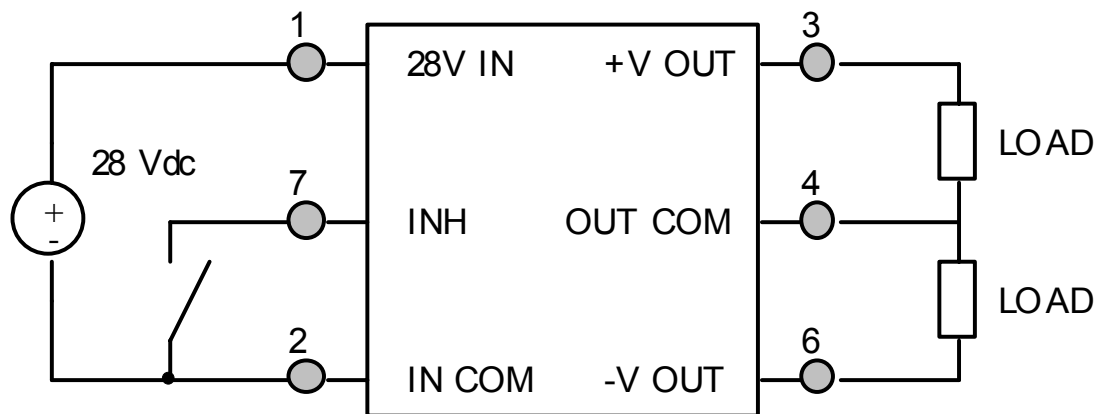 1
3
28V IN
+V OUT
28 Vdc
LOAD
7
4
+
-
INH
OUT COM
LOAD
2
6
IN COM
-V OUT